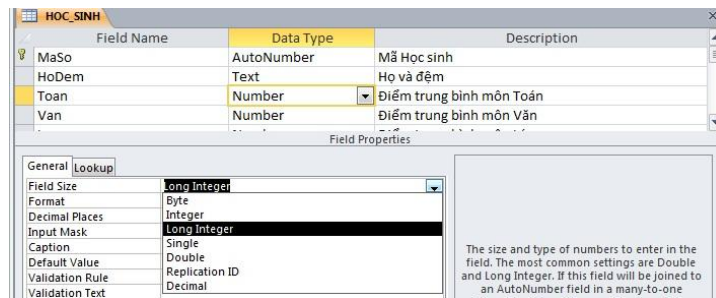 HOC_SINH
Field Name Data Type Description
MaSo AutoNumber Mã Học sinh
HoDem Text Họ và đệm
Toan Number Điểm trung bình môn Toán
Van Number Điểm trung bình môn Văn
Field Properties
General Lookup
Field Size Long Integer
Format Byte
Decimal Places Integer
Input Mask Long Integer
Caption Single
Default Value Double
Validation Rule Replication ID
Validation Text Decimal
The size and type of numbers to enter in the
field. The most common settings are Double
and Long Integer. If this field will be joined to
an AutoNumber field in a many-to-one